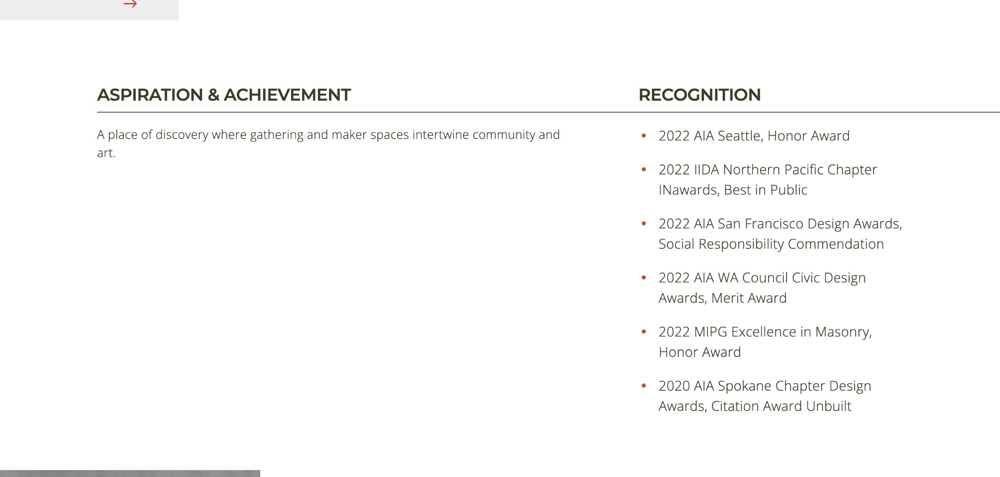 ASPIRATION & ACHIEVEMENT
A place of discovery where gathering and maker spaces intertwine community and
art.
RECOGNITION
• 2022 AIA Seattle, Honor Award
• 2022 IIDA Northern Pacific Chapter
INawards, Best in Public
• 2022 AIA San Francisco Design Awards,
Social Responsibility Commendation
• 2022 AIA WA Council Civic Design
Awards, Merit Award
• 2022 MIPG Excellence in Masonry,
Honor Award
• 2020 AIA Spokane Chapter Design
Awards, Citation Award Unbuilt